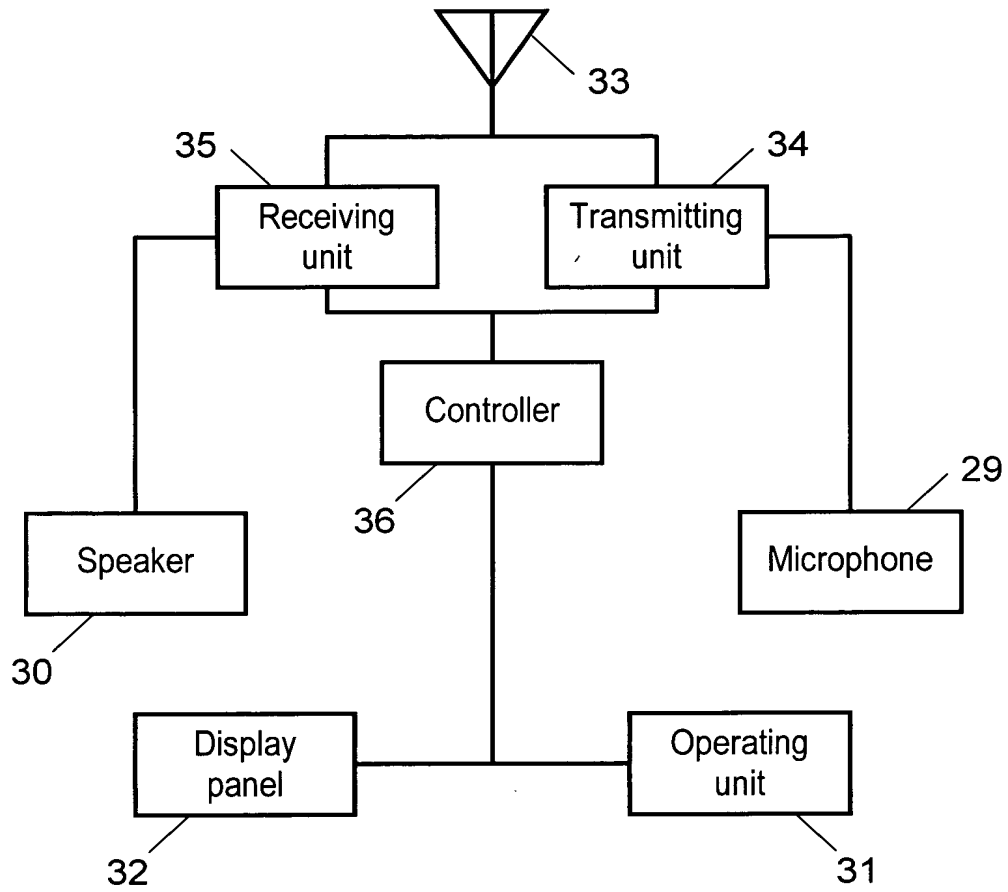 33
35
34
Receiving
unit
Transmitting
unit
Controller
36
29
Speaker
Microphone
30
Display
panel
Operating
unit
32
31